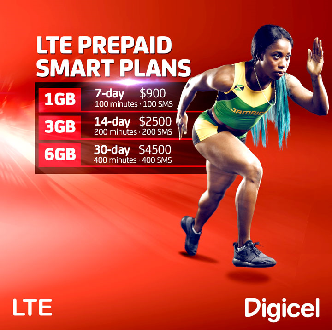 LTE PREPAID
SMART PLANS
1GB 7-day $900
100 minutes · 100 SMS
3GB 14-day $2500
200 minutes · 200 SMS
6GB 30-day $4500
400 minutes · 400 SMS
JAMAICA
LTE Digicel